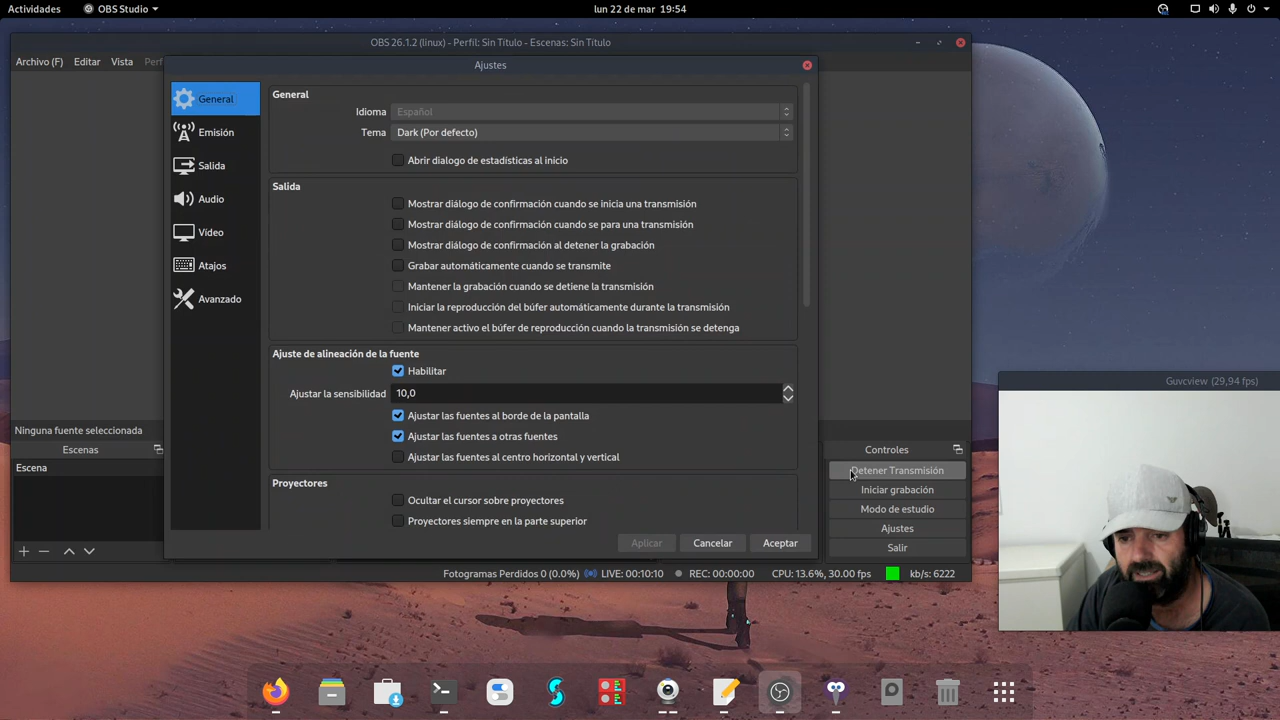 Actividades
OBS Studio
lun 22 de mar 19:54
OBS 26.1.2 (linux) - Perfil: Sin Título - Escenas: Sin Título
Archivo (F)
Editar
Vista
Perf
Ajustes
General
Emisión
Salida
Audio
Vídeo
Atajos
Avanzado
General
Idioma
Español
Tema
Dark (Por defecto)
Abrir dialogo de estadísticas al inicio
Salida
Mostrar diálogo de confirmación cuando se inicia una transmisión
Mostrar diálogo de confirmación cuando se para una transmisión
Mostrar diálogo de confirmación al detener la grabación
Grabar automáticamente cuando se transmite
Mantener la grabación cuando se detiene la transmisión
Iniciar la reproducción del búfer automáticamente durante la transmisión
Mantener activo el búfer de reproducción cuando la transmisión se detenga
Ajuste de alineación de la fuente
Habilitar
Ajustar la sensibilidad
10,0
Ajustar las fuentes al borde de la pantalla
Ajustar las fuentes a otras fuentes
Ajustar las fuentes al centro horizontal y vertical
Proyectores
Ocultar el cursor sobre proyectores
Proyectores siempre en la parte superior
Aplicar
Cancelar
Aceptar
Ninguna fuente seleccionada
Escenas
Escena
Controles
Detener Transmisión
Iniciar grabación
Modo de estudio
Ajustes
Salir
Fotogramas Perdidos 0 (0.0%)
LIVE: 00:10:10
REC: 00:00:00
CPU: 13.6%, 30.00 fps
kb/s: 6222
Guvcview (29,94 fps)